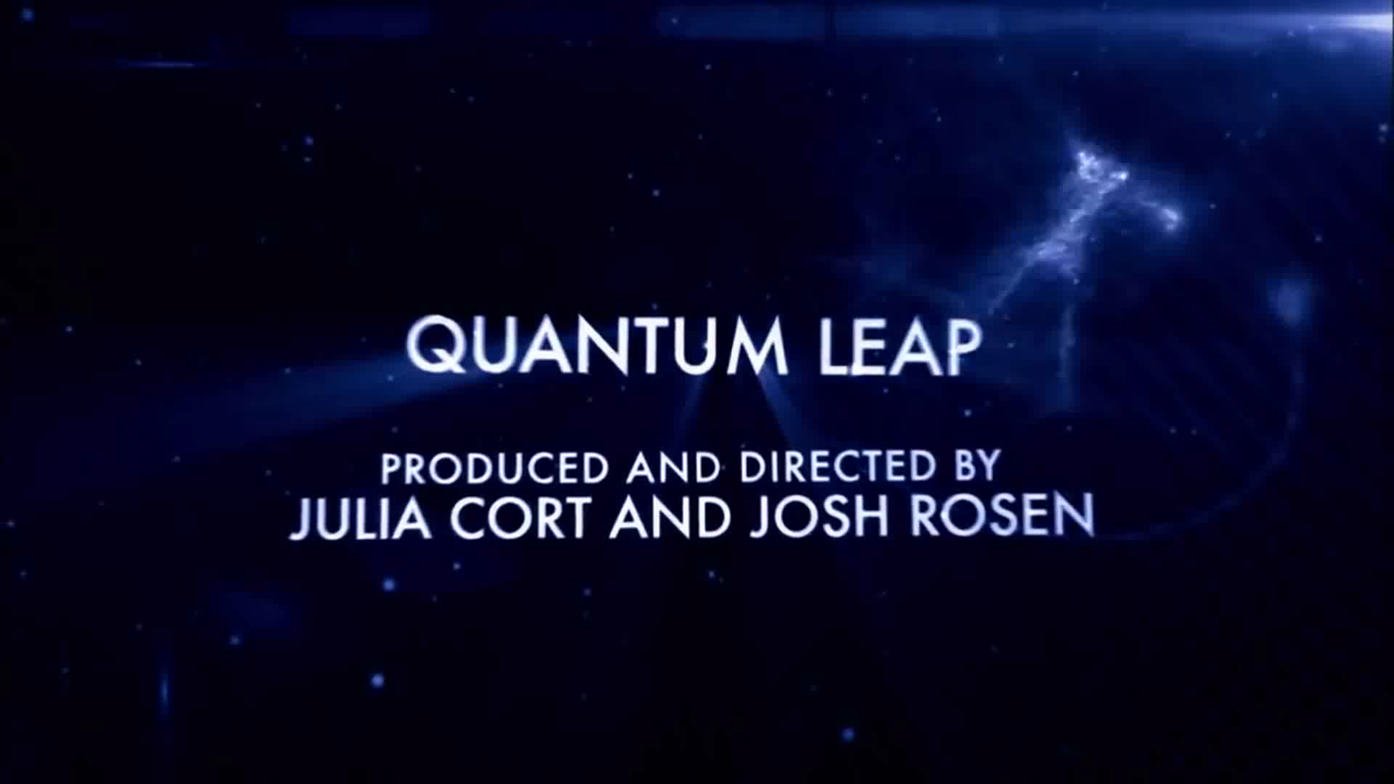 QUANTUM LEAP
PRODUCED AND DIRECTED BY
JULIA CORT AND JOSH ROSEN